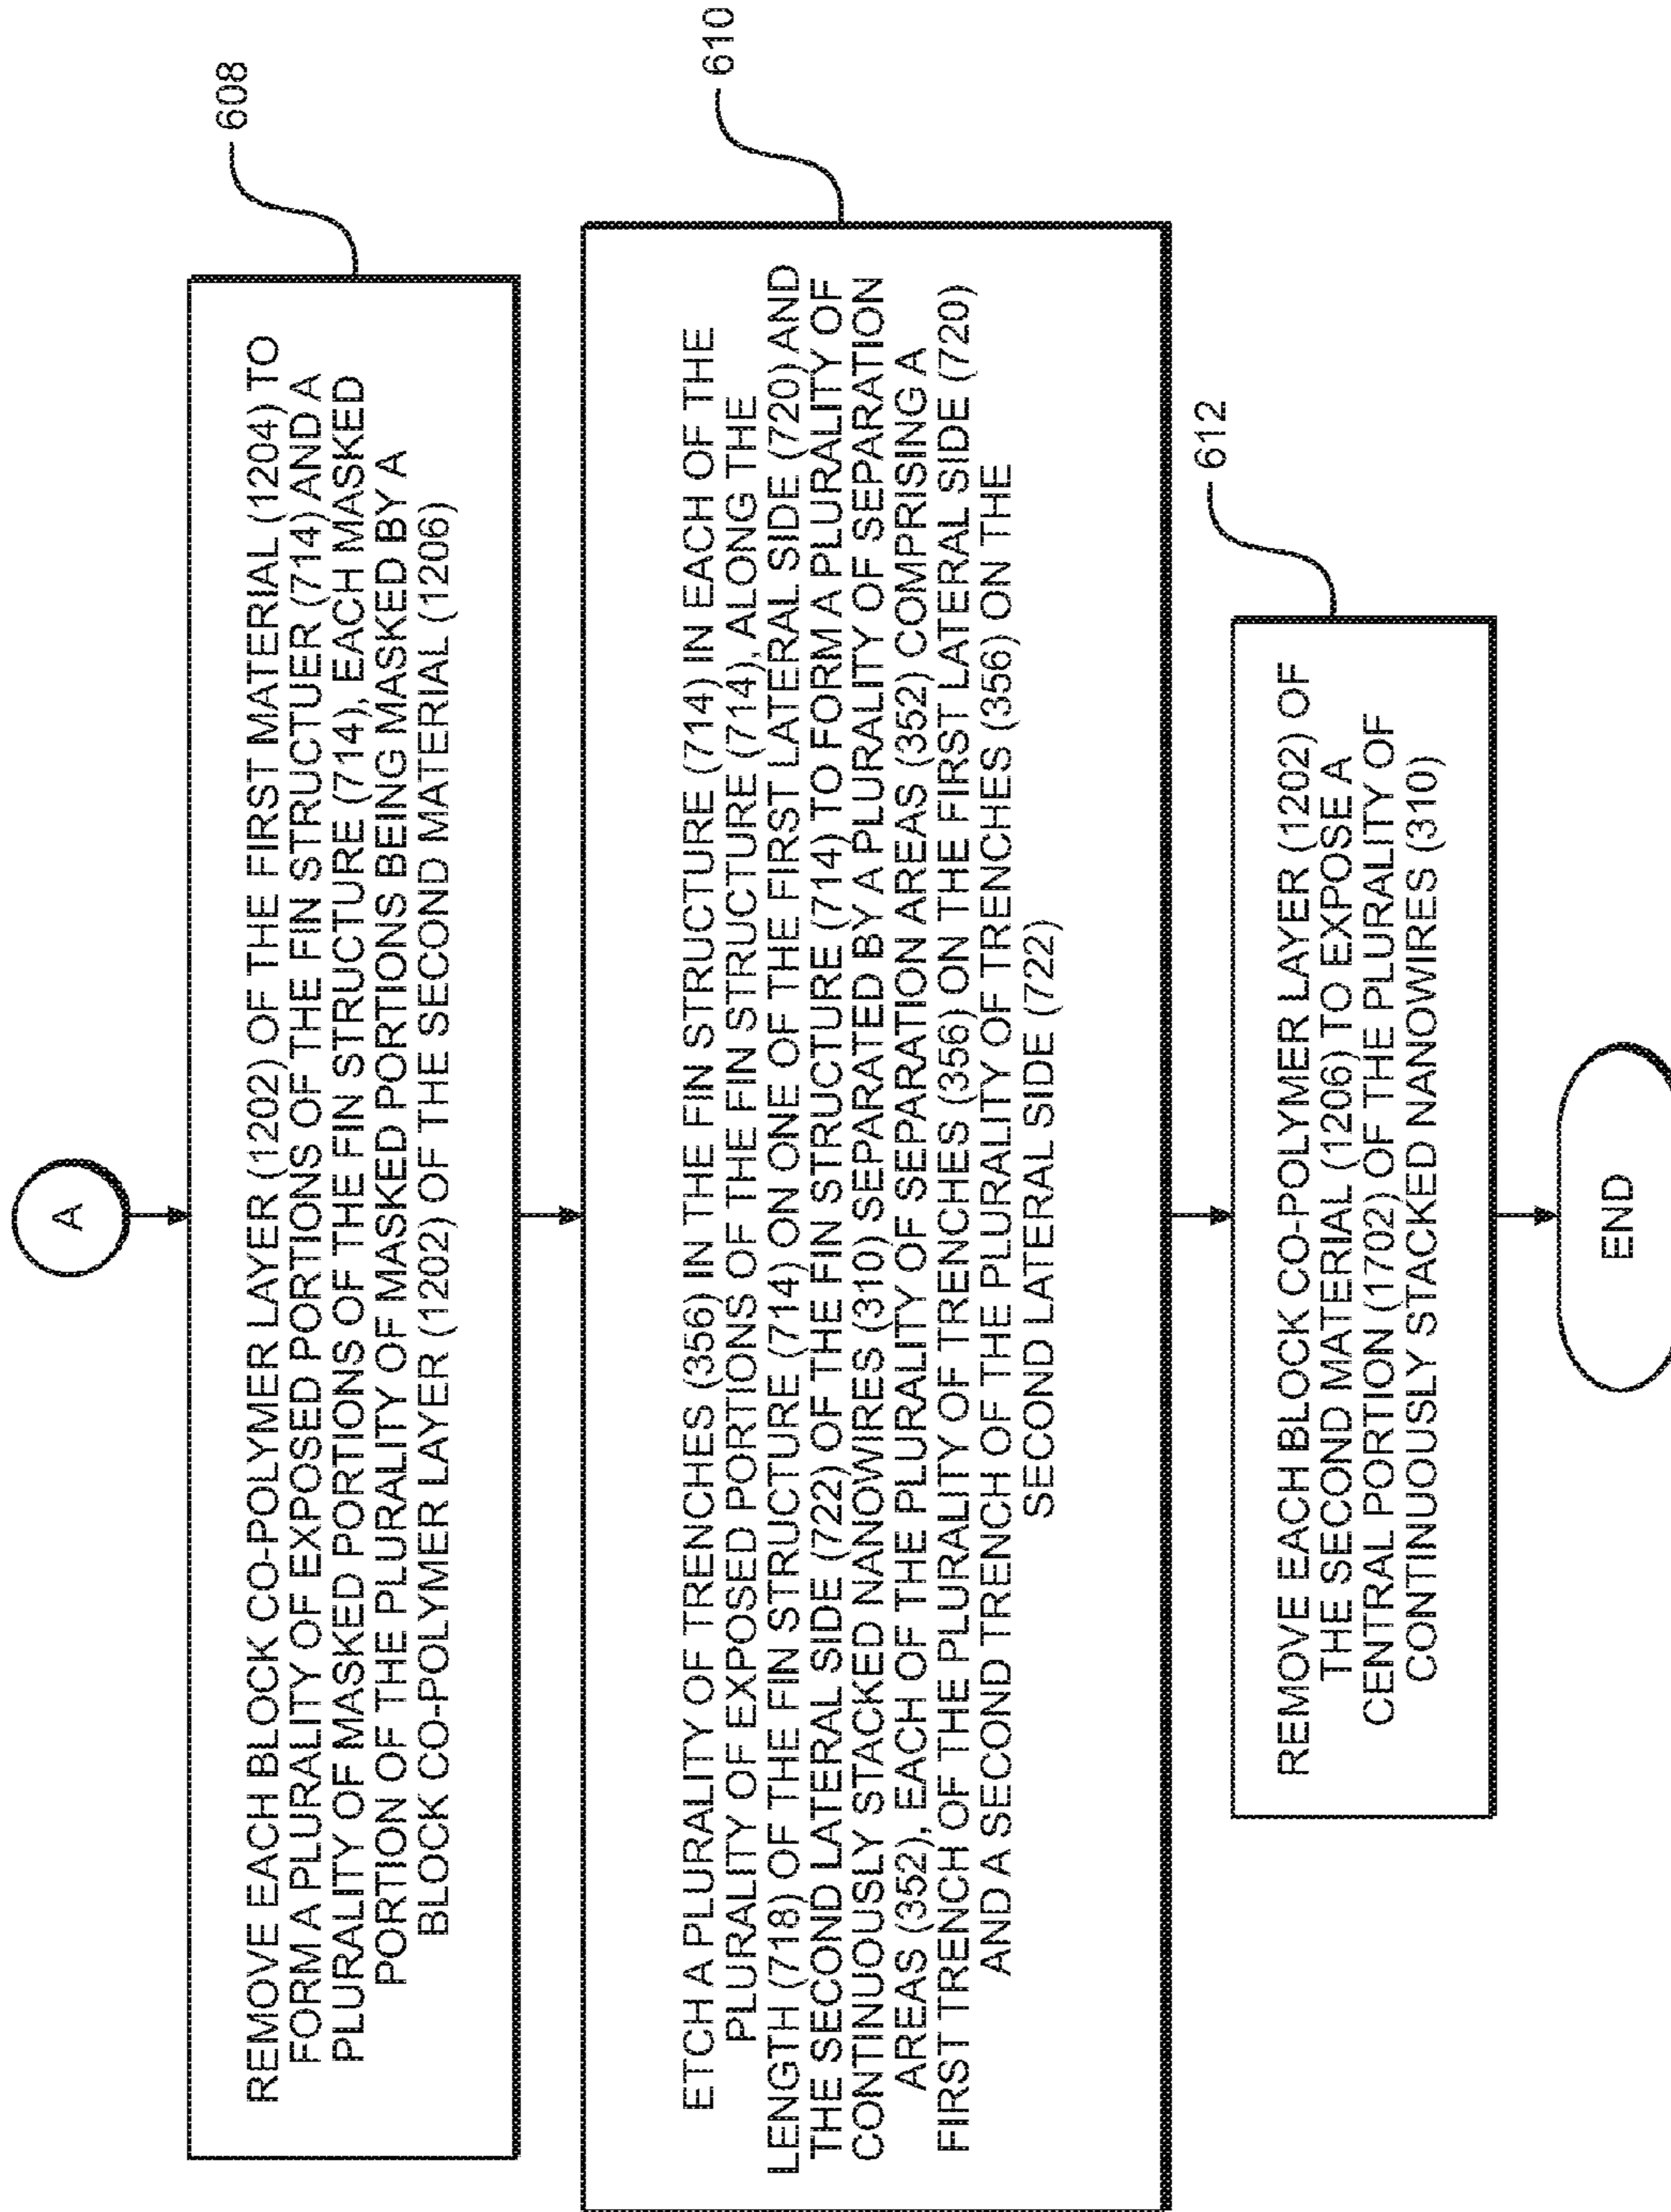 A
REMOVE EACH BLOCK CO-POLYMER LAYER (1202) OF THE FIRST MATERIAL (1204) TO
FORM A PLURALITY OF EXPOSED PORTIONS OF THE FIN STRUCTUER (714) AND A
PLURALITY OF MASKED PORTIONS OF THE FIN STRUCTURE (714), EACH MASKED
PORTION OF THE PLURALITY OF MASKED PORTIONS BEING MASKED BY A
BLOCK CO-POLYMER LAYER (1202) OF THE SECOND MATERIAL (1206)
608
ETCH A PLURALITY OF TRENCHES (356) IN THE FIN STRUCTURE (714) IN EACH OF THE
PLURALITY OF EXPOSED PORTIONS OF THE FIN STRUCTURE (714), ALONG THE
LENGTH (718) OF THE FIN STRUCTURE (714) ON ONE OF THE FIRST LATERAL SIDE (720) AND
THE SECOND LATERAL SIDE (722) OF THE FIN STRUCTURE (714) TO FORM A PLURALITY OF
CONTINUOUSLY STACKED NANOWIRES (310) SEPARATED BY A PLURALITY OF SEPARATION
AREAS (352), EACH OF THE PLURALITY OF SEPARATION AREAS (352) COMPRISING A
FIRST TRENCH OF THE PLURALITY OF TRENCHES (356) ON THE FIRST LATERAL SIDE (720)
AND A SECOND TRENCH OF THE PLURALITY OF TRENCHES (356) ON THE
SECOND LATERAL SIDE (722)
610
REMOVE EACH BLOCK CO-POLYMER LAYER (1202) OF
THE SECOND MATERIAL (1206) TO EXPOSE A
CENTRAL PORTION (1702) OF THE PLURALITY OF
CONTINUOUSLY STACKED NANOWIRES (310)
612
END